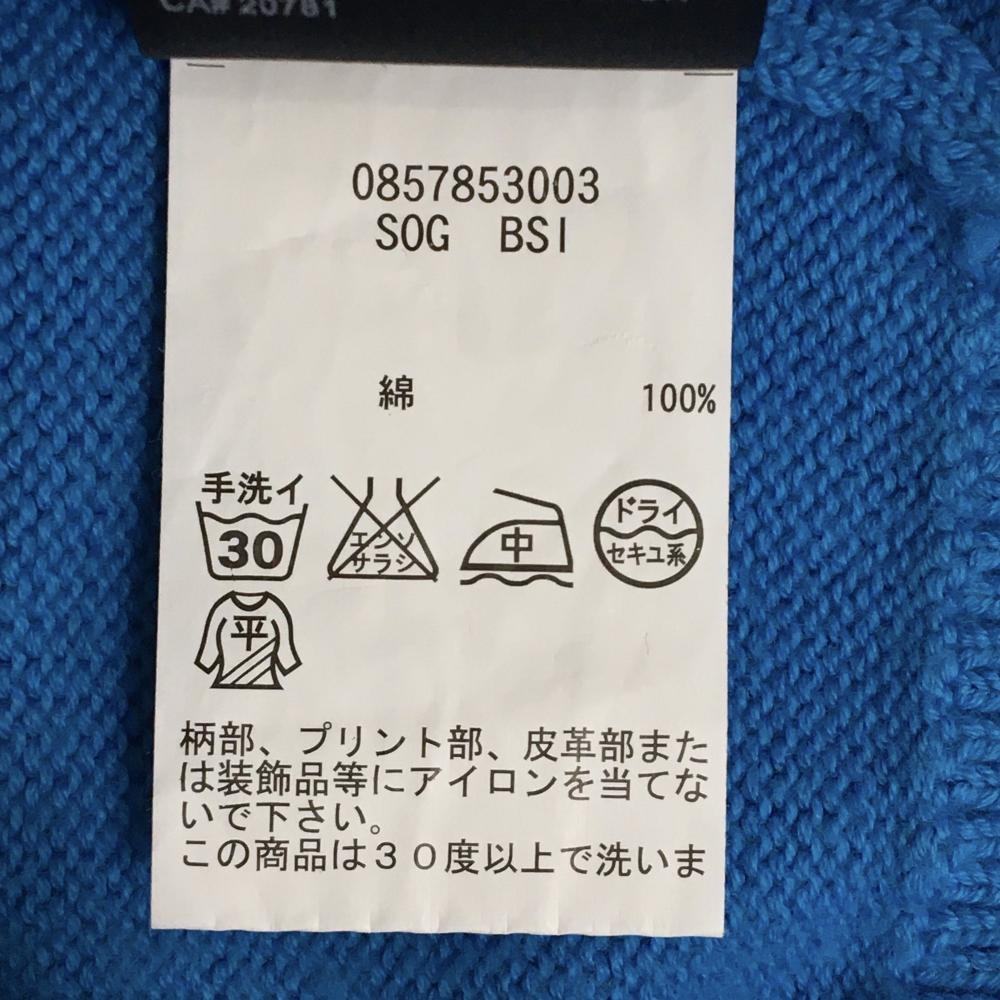 CA# 20781
0857853003
SOG BSI
綿 100%
手洗イ
30
エンソ
サラシ
中
ドライ
セキユ系
平
柄部、プリント部、皮革部また
は装飾品等にアイロンを当てな
いで下さい。
この商品は３０度以上で洗いま